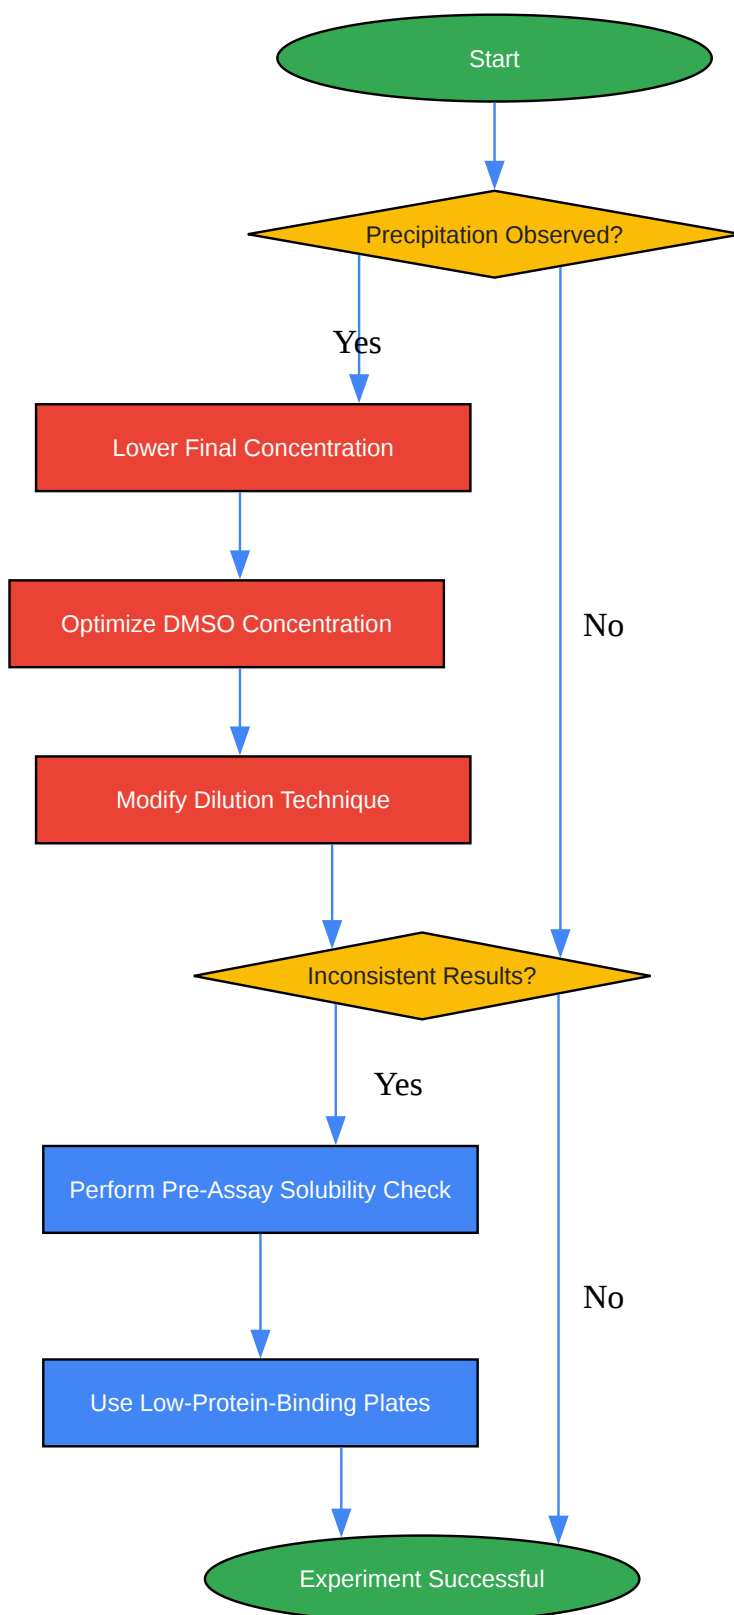 Start
Precipitation Observed?
Yes
Lower Final Concentration
Optimize DMSO Concentration
No
Modify Dilution Technique
Inconsistent Results?
Yes
Perform Pre-Assay Solubility Check
No
Use Low-Protein-Binding Plates
Experiment Successful